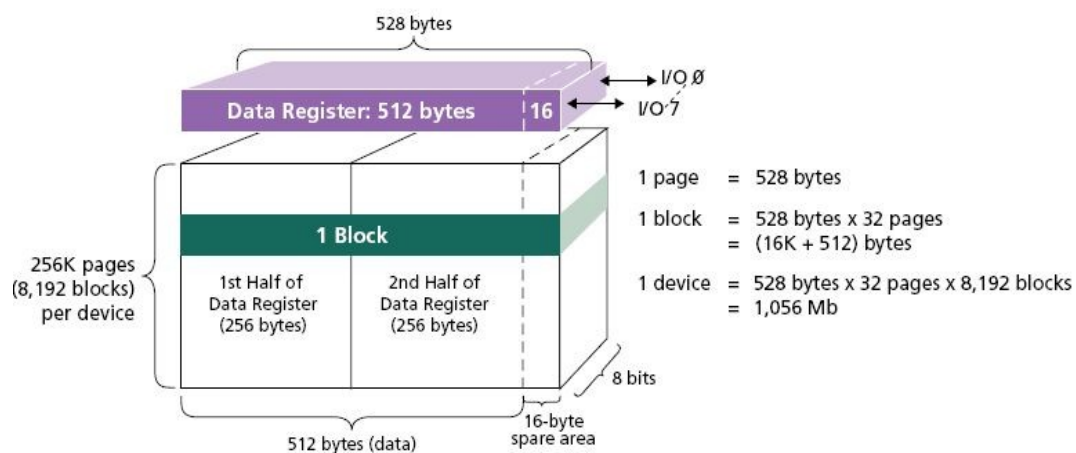 528 bytes
I/O 0
Data Register: 512 bytes
16
I/O 7
1 page = 528 bytes
1 block = 528 bytes x 32 pages
= (16K + 512) bytes
1 device = 528 bytes x 32 pages x 8,192 blocks
= 1,056 Mb
1 Block
256K pages
(8,192 blocks)
per device
1st Half of
Data Register
(256 bytes)
2nd Half of
Data Register
(256 bytes)
8 bits
512 bytes (data)
16-byte
spare area